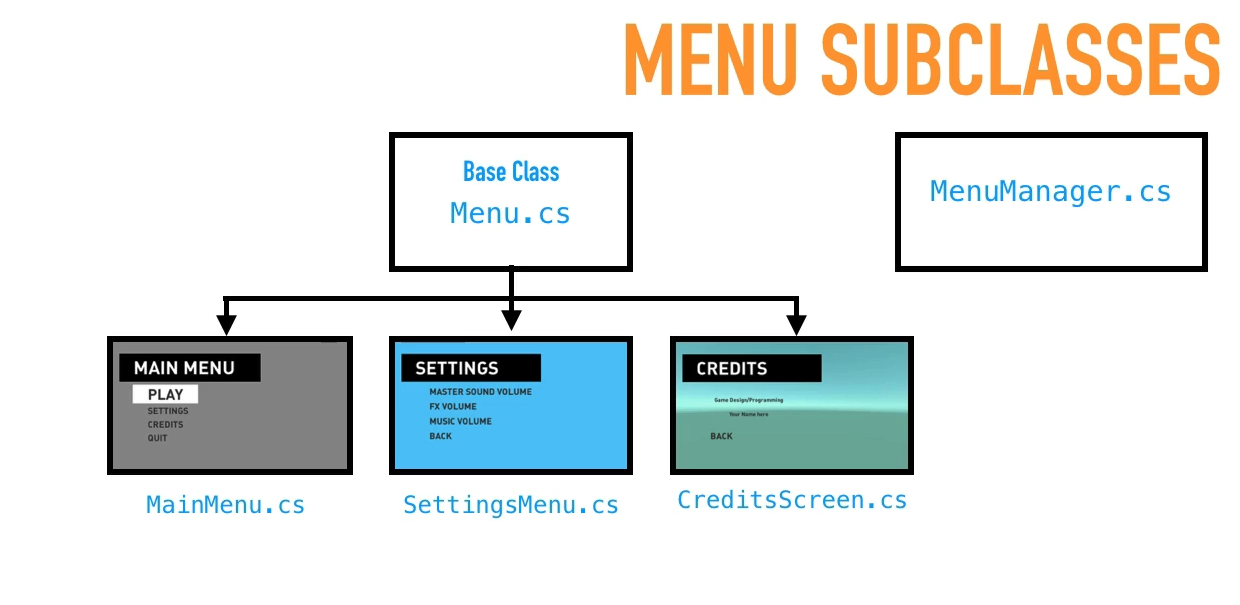 MENU SUBCLASSES
Base Class
Menu.cs
MenuManager.cs
MAIN MENU
PLAY
SETTINGS
CREDITS
QUIT
MainMenu.cs
SETTINGS
MASTER SOUND VOLUME
FX VOLUME
MUSIC VOLUME
BACK
SettingsMenu.cs
CREDITS
Game Design/Programming
Your Name here
BACK
CreditsScreen.cs